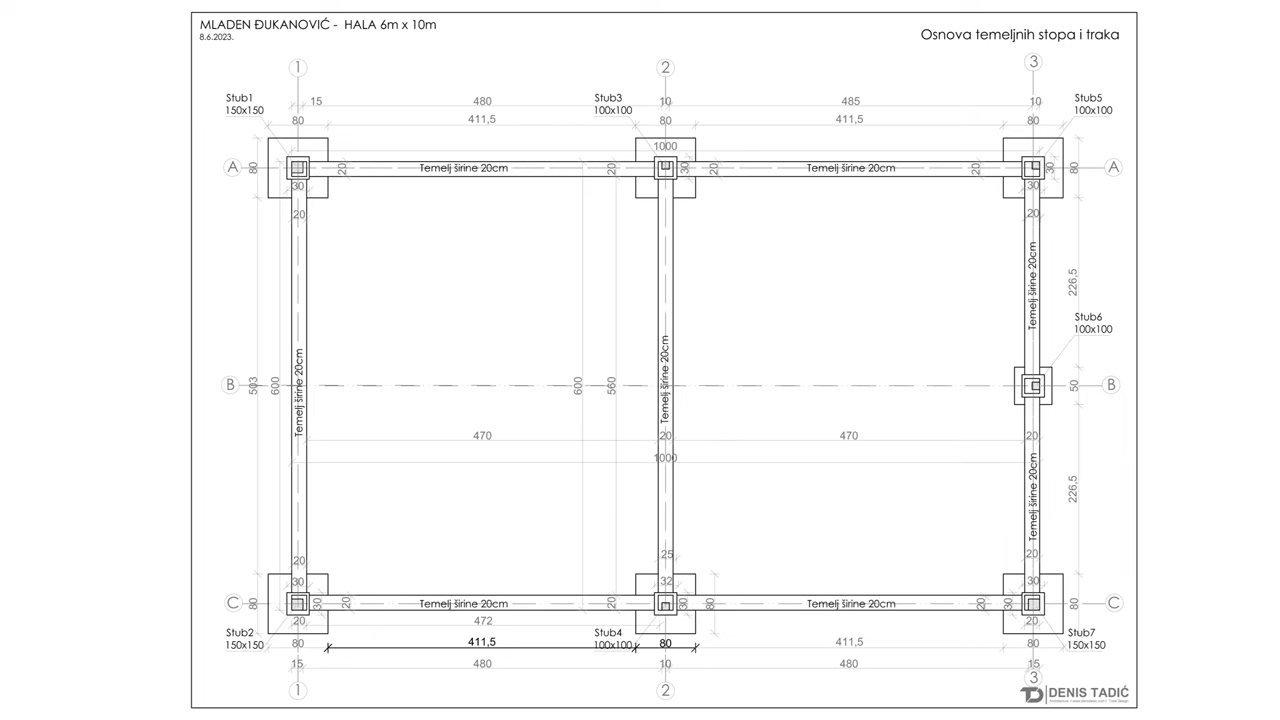 MLADEN ĐUKANOVIĆ - HALA 6m x 10m
8.6.2023.
Osnova temeljnih stopa i traka
1
2
3
Stub1
150x150
15
480
Stub3
100x100
10
485
10
Stub5
100x100
80
411,5
80
411,5
80
1000
A
80
20
Temelj širine 20cm
20
30
20
Temelj širine 20cm
20
30
80
A
30
30
20
20
Temelj širine 20cm
226,5
Stub6
100x100
B
503
600
Temelj širine 20cm
600
560
Temelj širine 20cm
50
B
470
20
470
20
1000
Temelj širine 20cm
226,5
20
25
20
30
32
30
C
80
30
20
Temelj širine 20cm
20
30
80
Temelj širine 20cm
20
30
80
C
20
472
20
Stub2
150x150
80
411,5
Stub4
100x100
80
411,5
80
Stub7
150x150
15
480
10
480
15
1
2
3
TD DENIS TADIĆ